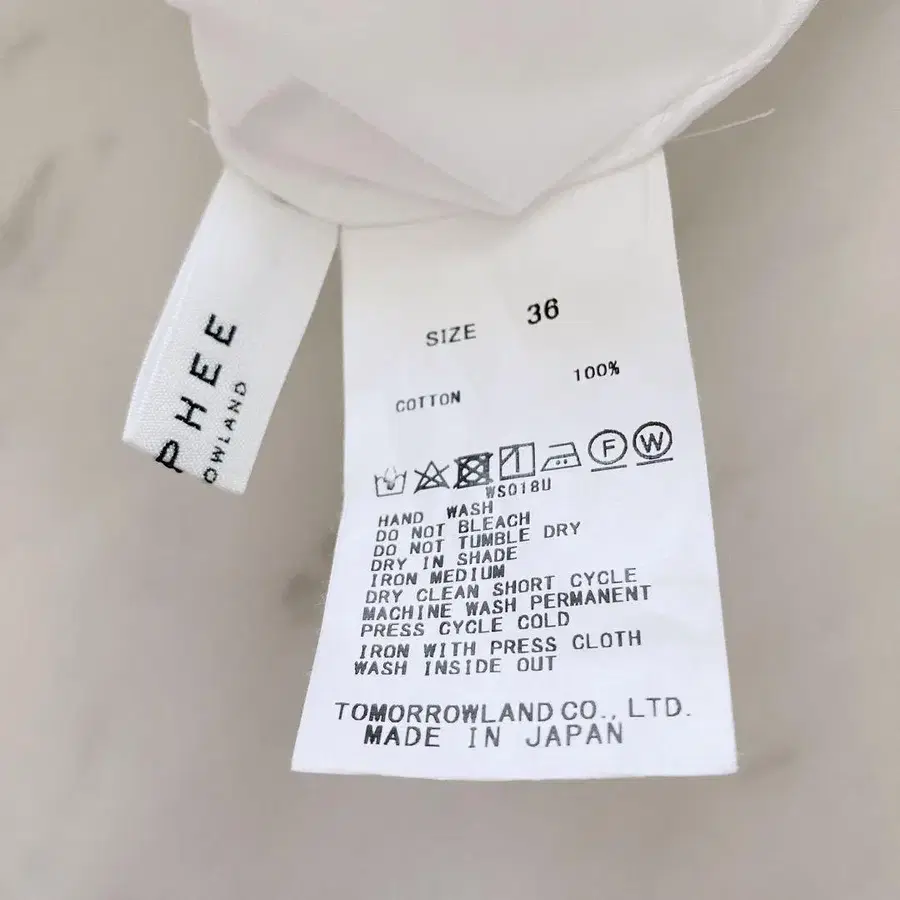 PHEE
OWLAND
SIZE 36
COTTON 100%
F W
WS018U
HAND WASH
DO NOT BLEACH
DO NOT TUMBLE DRY
DRY IN SHADE
IRON MEDIUM
DRY CLEAN SHORT CYCLE
MACHINE WASH PERMANENT
PRESS CYCLE COLD
IRON WITH PRESS CLOTH
WASH INSIDE OUT
TOMORROWLAND CO., LTD.
MADE IN JAPAN